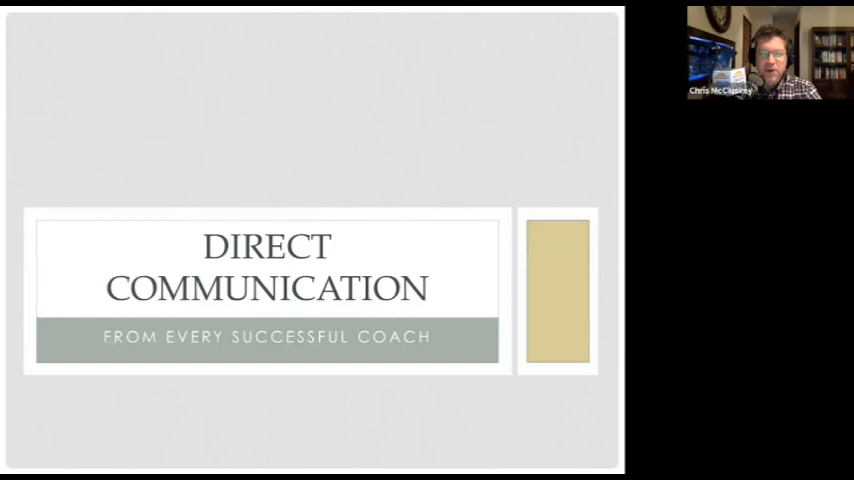 DIRECT
COMMUNICATION
FROM EVERY SUCCESSFUL COACH
Chris McCluskey